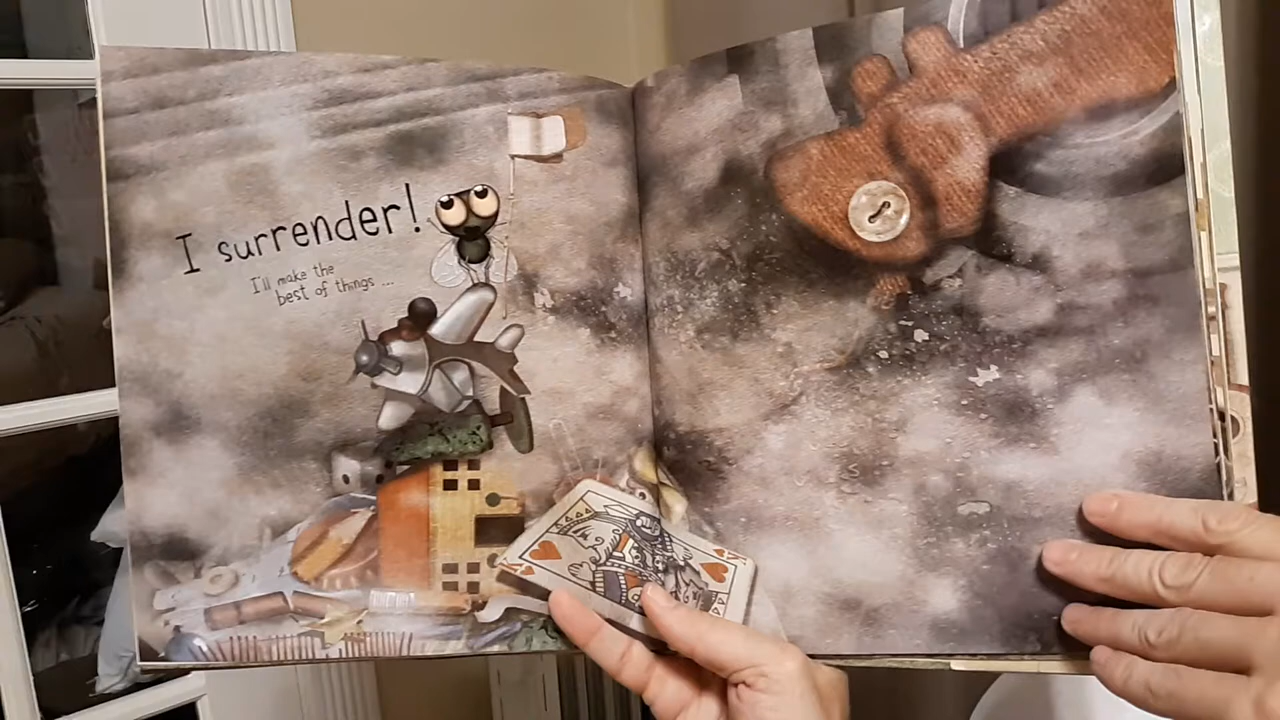 I surrender!
I'll make the
best of things ...
K
K